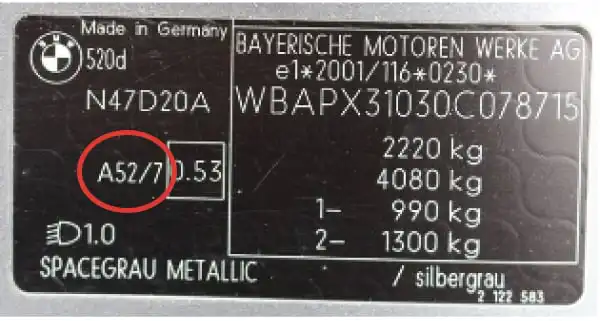 Made in Germany
BMW
520d
N47D20A
A52/7 0.53
1.0
SPACEGRAU METALLIC
BAYERISCHE MOTOREN WERKE AG
e1*2001/116*0230*
WBAPX31030C078715
2220 kg
4080 kg
1- 990 kg
2- 1300 kg
/ silbergrau
2 122 583